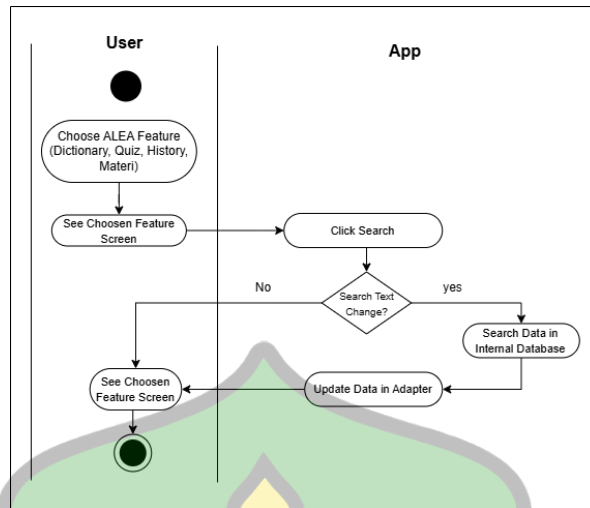 User
App
Choose ALEA Feature
(Dictionary, Quiz, History,
Materi)
See Choosen Feature
Screen
Click Search
Search Text
Change?
No
yes
Search Data in
Internal Database
Update Data in Adapter
See Choosen
Feature Screen